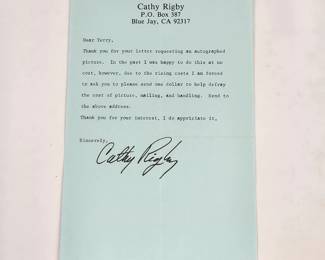 Cathy Rigby
P.O. Box 387
Blue Jay, CA 92317
Dear Terry,
Thank you for your letter requesting an autographed
picture. In the past I was happy to do this at no
cost, however, due to the rising costs I am forced
to ask you to please send one dollar to help defray
the cost of picture, mailing, and handling. Send to
the above address.
Thank you for your interest, I do appriciate it,
Sincerely,
Cathy Rigby